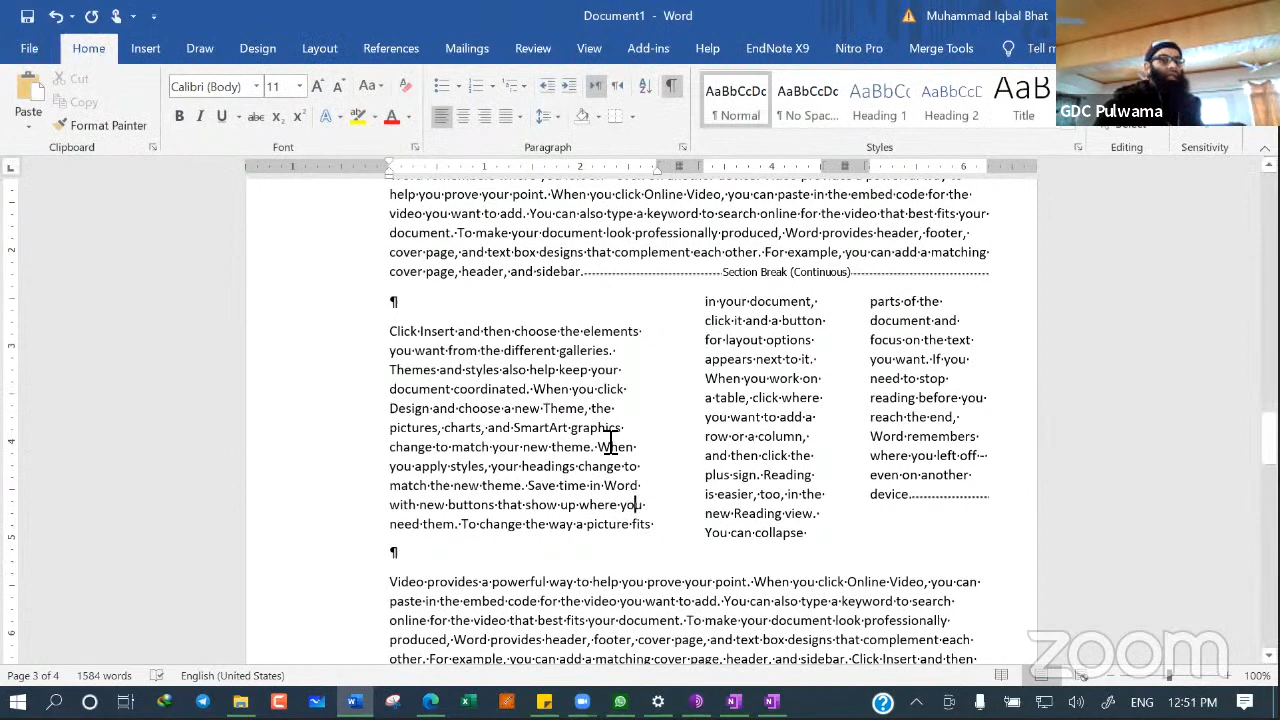 Document1 - Word
Muhammad Iqbal Bhat
File Home Insert Draw Design Layout References Mailings Review View Add-ins Help EndNote X9 Nitro Pro Merge Tools Tell m
GDC Pulwama
Paste
Cut
Copy
Format Painter
Calibri (Body) 11
AaBbCcDc AaBbCcDc AaBbCc AaBbCcD AaB
¶ Normal ¶ No Spac... Heading 1 Heading 2 Title
Clipboard Font Paragraph Styles Editing Sensitivity
help you prove your point. When you click Online Video, you can paste in the embed code for the
video you want to add. You can also type a keyword to search online for the video that best fits your
document. To make your document look professionally produced, Word provides header, footer,
cover page, and text box designs that complement each other. For example, you can add a matching
cover page, header, and sidebar. Section Break (Continuous)
¶
Click Insert and then choose the elements
you want from the different galleries.
Themes and styles also help keep your
document coordinated. When you click
Design and choose a new Theme, the
pictures, charts, and SmartArt graphics
change to match your new theme. When
you apply styles, your headings change to
match the new theme. Save time in Word
with new buttons that show up where you
need them. To change the way a picture fits
in your document,
click it and a button
for layout options
appears next to it.
When you work on
a table, click where
you want to add a
row or a column,
and then click the
plus sign. Reading
is easier, too, in the
new Reading view.
You can collapse
parts of the
document and
focus on the text
you want. If you
need to stop
reading before you
reach the end,
Word remembers
where you left off -
even on another
device.
¶
Video provides a powerful way to help you prove your point. When you click Online Video, you can
paste in the embed code for the video you want to add. You can also type a keyword to search
online for the video that best fits your document. To make your document look professionally
produced, Word provides header, footer, cover page, and text box designs that complement each
other. For example, you can add a matching cover page, header, and sidebar. Click Insert and then
zoom
Page 3 of 4 1584 words English (United States) 100%
ENG 12:51 PM